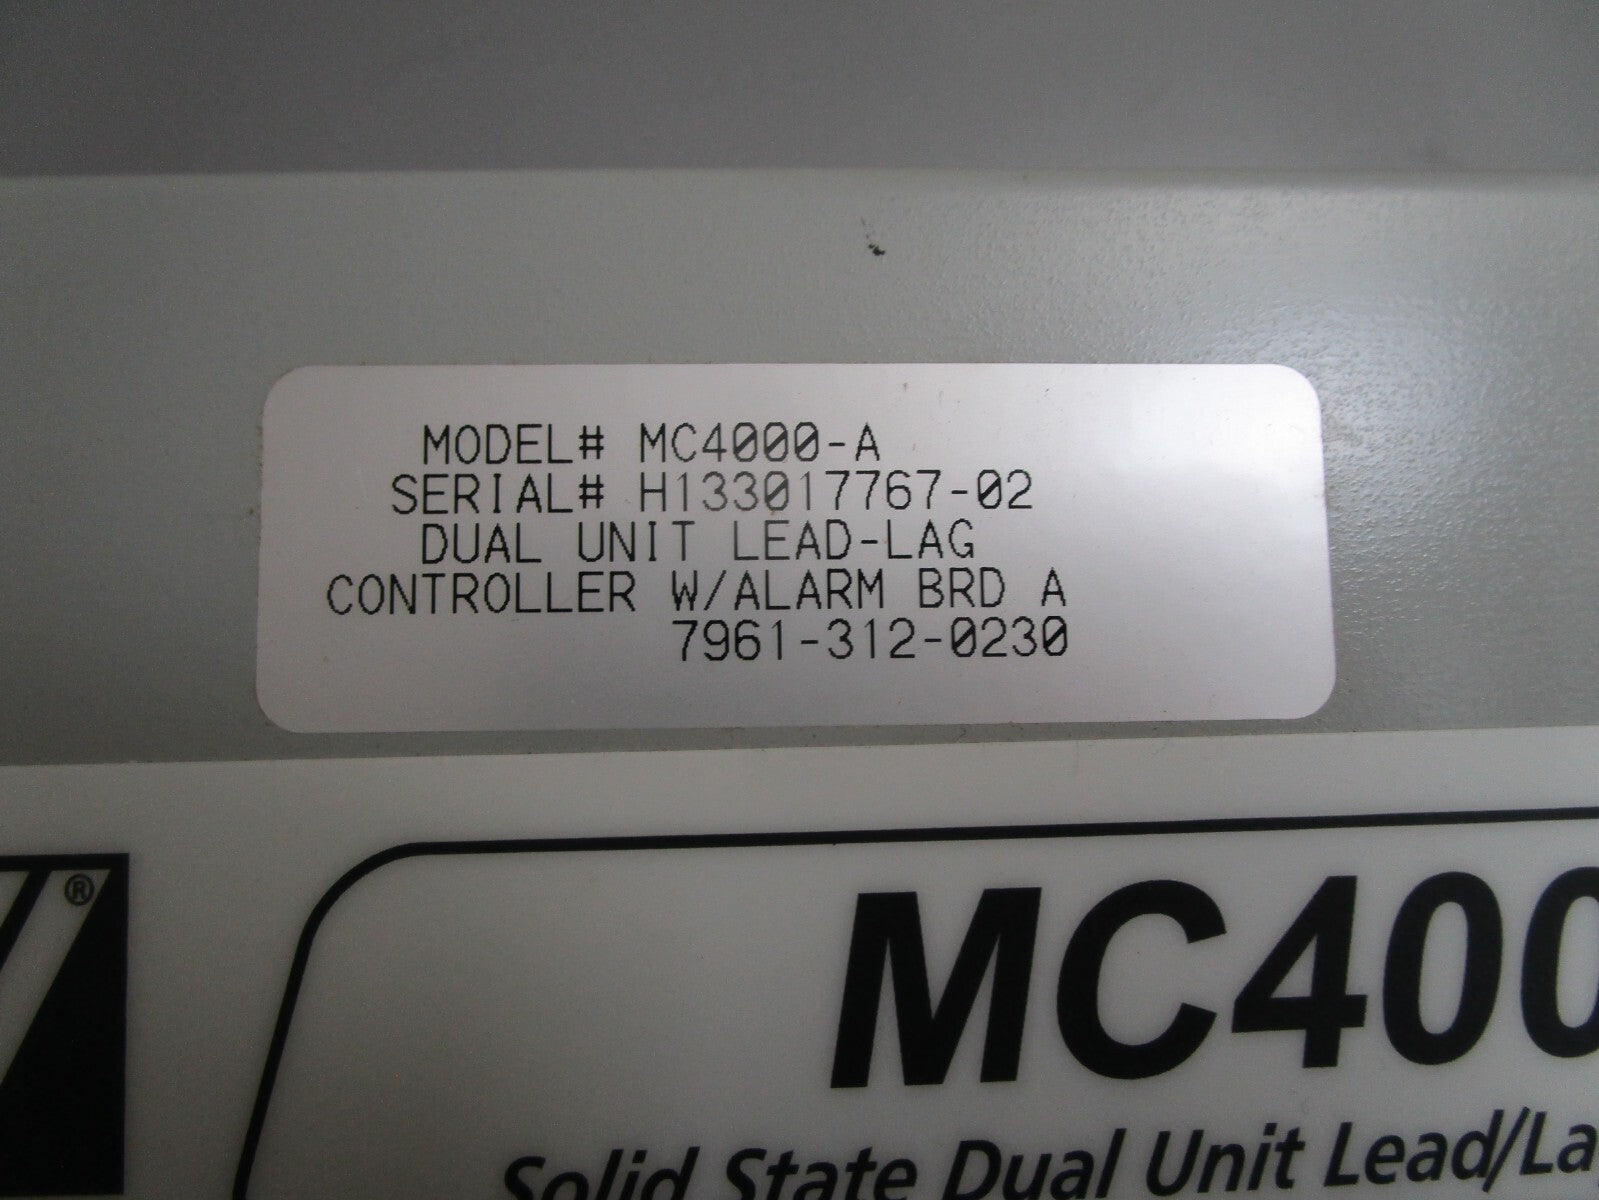 MODEL# MC4000-A
SERIAL# H133017767-02
DUAL UNIT LEAD-LAG
CONTROLLER W/ALARM BRD A
7961-312-0230
®
MC400
Solid State Dual Unit Lead/La